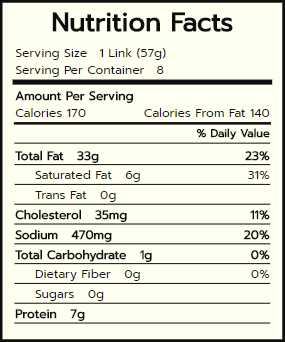 Nutrition Facts
Serving Size 1 Link (57g)
Serving Per Container 8
Amount Per Serving
Calories 170 Calories From Fat 140
% Daily Value
Total Fat 33g 23%
Saturated Fat 6g 31%
Trans Fat 0g
Cholesterol 35mg 11%
Sodium 470mg 20%
Total Carbohydrate 1g 0%
Dietary Fiber 0g 0%
Sugars 0g
Protein 7g